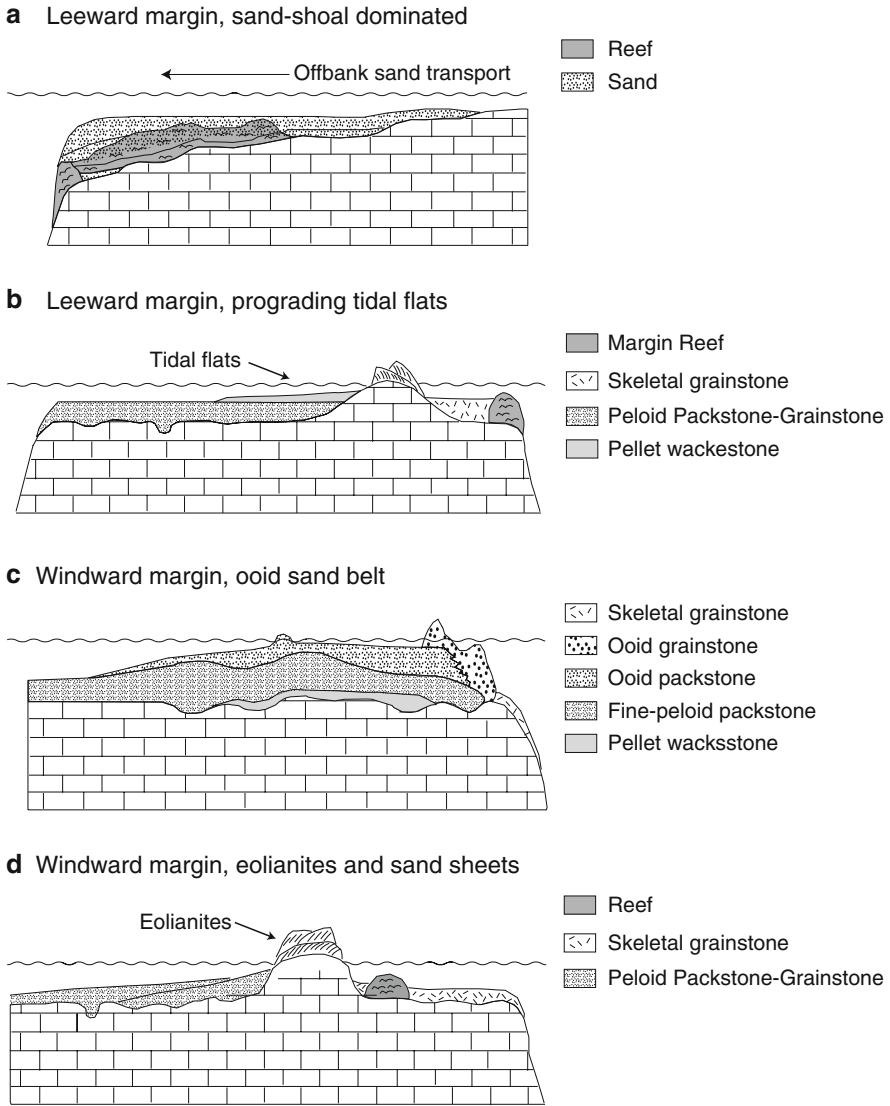 a Leeward margin, sand-shoal dominated
Offbank sand transport
Reef
Sand
b Leeward margin, prograding tidal flats
Tidal flats
Margin Reef
Skeletal grainstone
Peloid Packstone-Grainstone
Pellet wackestone
c Windward margin, ooid sand belt
Skeletal grainstone
Ooid grainstone
Ooid packstone
Fine-peloid packstone
Pellet wacksstone
d Windward margin, eolianites and sand sheets
Eolianites
Reef
Skeletal grainstone
Peloid Packstone-Grainstone